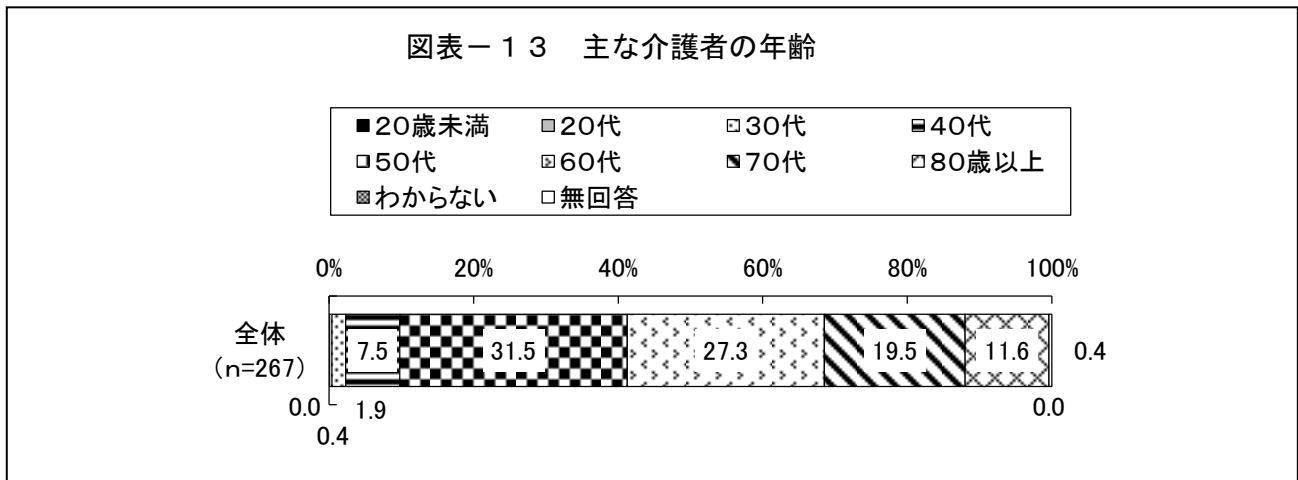 図表－１３　主な介護者の年齢
２０歳未満　２０代　３０代　４０代
５０代　６０代　７０代　８０歳以上
わからない　無回答
0%　20%　40%　60%　80%　100%
全体
（n=267）
7.5　31.5　27.3　19.5　11.6　0.4
0.0　1.9　0.0
0.4